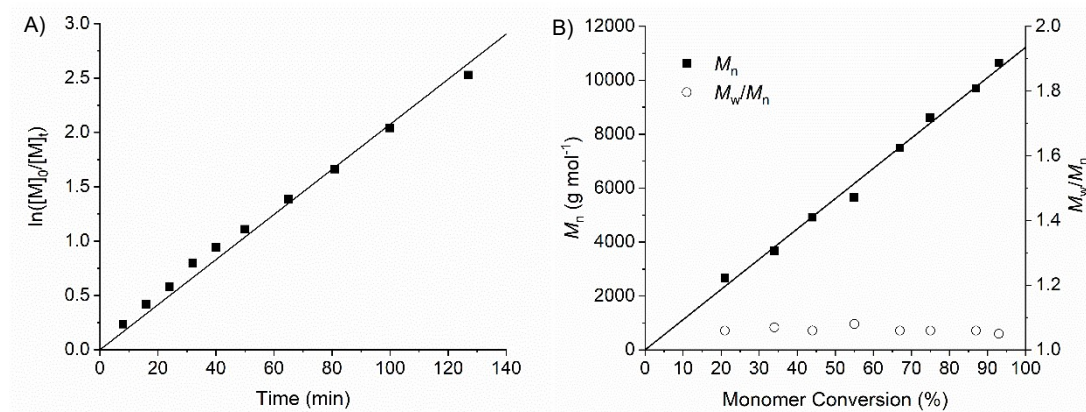 A)
3.0
2.5
2.0
1.5
1.0
0.5
0.0
0 20 40 60 80 100 120 140
ln([M]₀/[M]ₜ)
Time (min)
B)
12000
10000
8000
6000
4000
2000
0
0 10 20 30 40 50 60 70 80 90 100
2.0
1.8
1.6
1.4
1.2
1.0
Mₙ
M_w/Mₙ
Mₙ (g mol⁻¹)
M_w/Mₙ
Monomer Conversion (%)